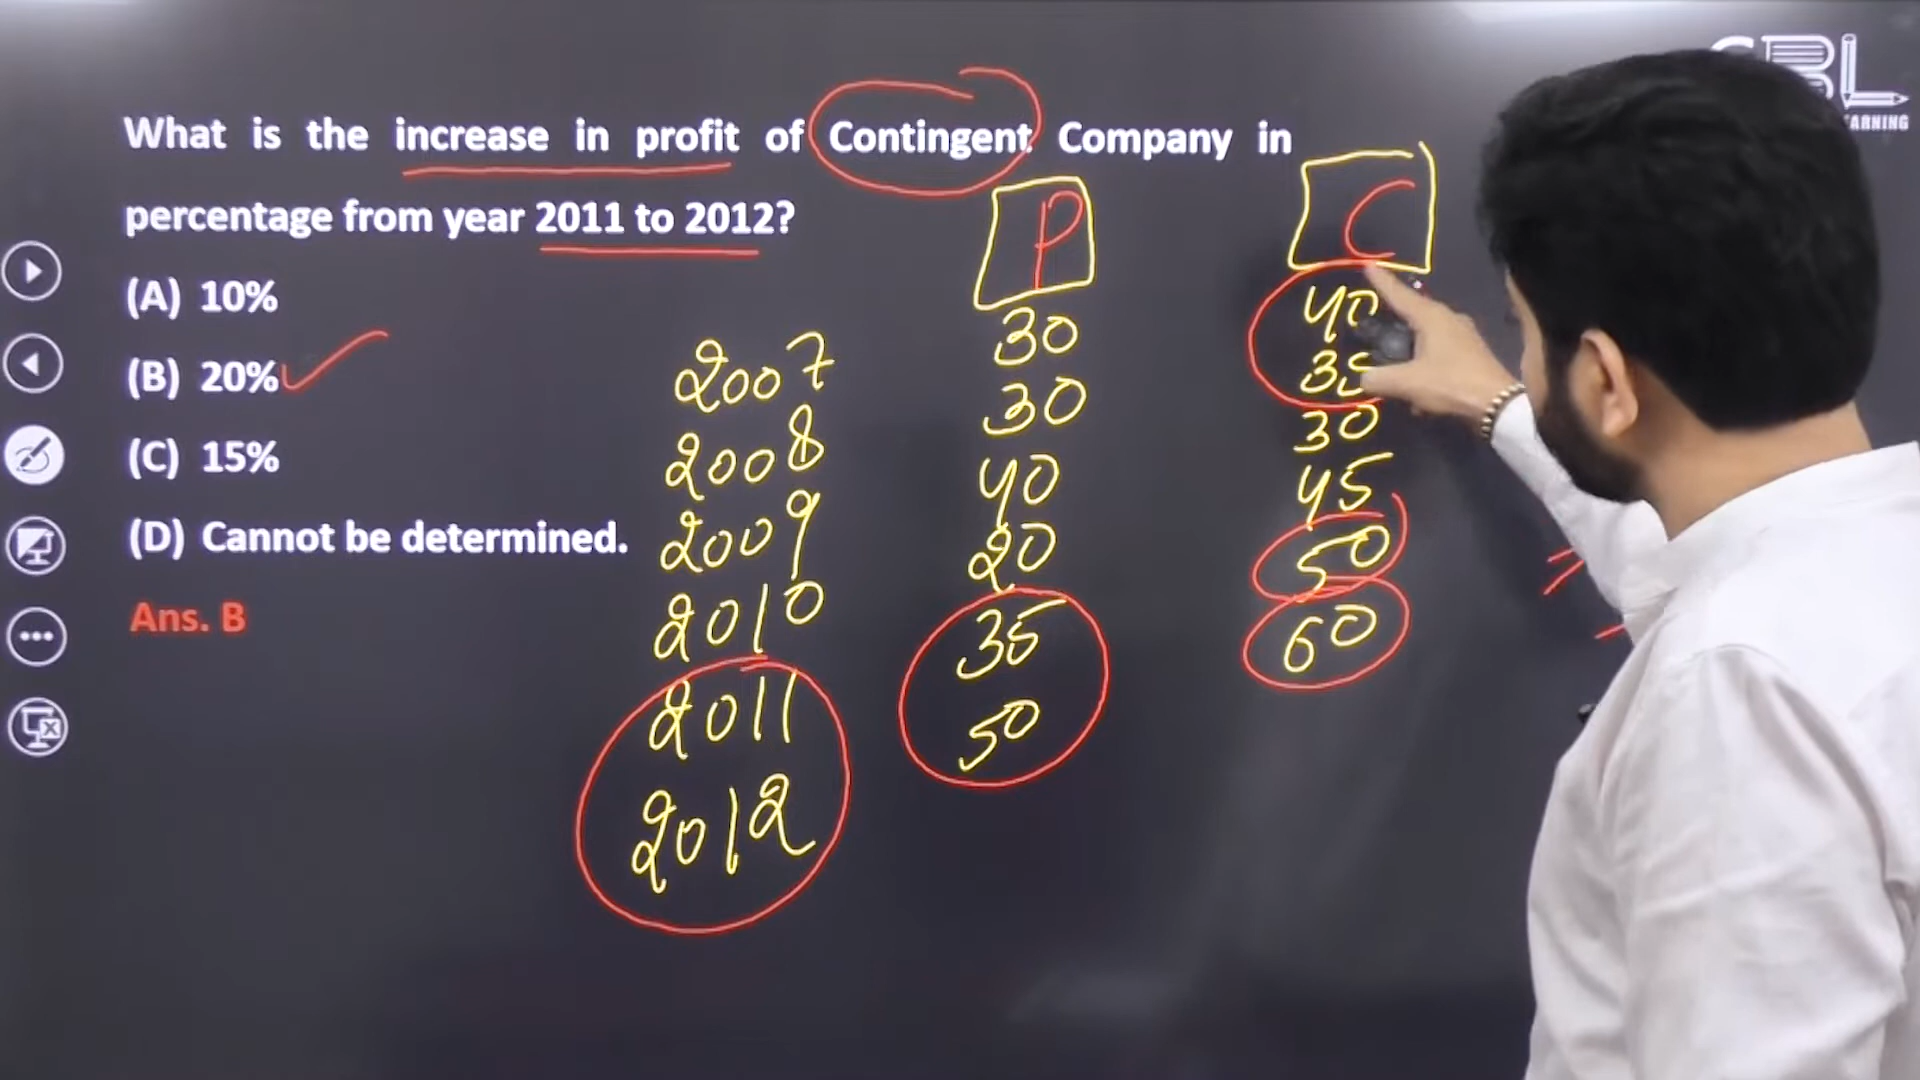 What is the increase in profit of Contingent Company in
percentage from year 2011 to 2012?
(A) 10%
(B) 20%
(C) 15%
(D) Cannot be determined.
Ans. B
P
C
2007 30 40
2008 30 35
2009 40 30
2010 20 45
2011 35 50
2012 50 60
BL